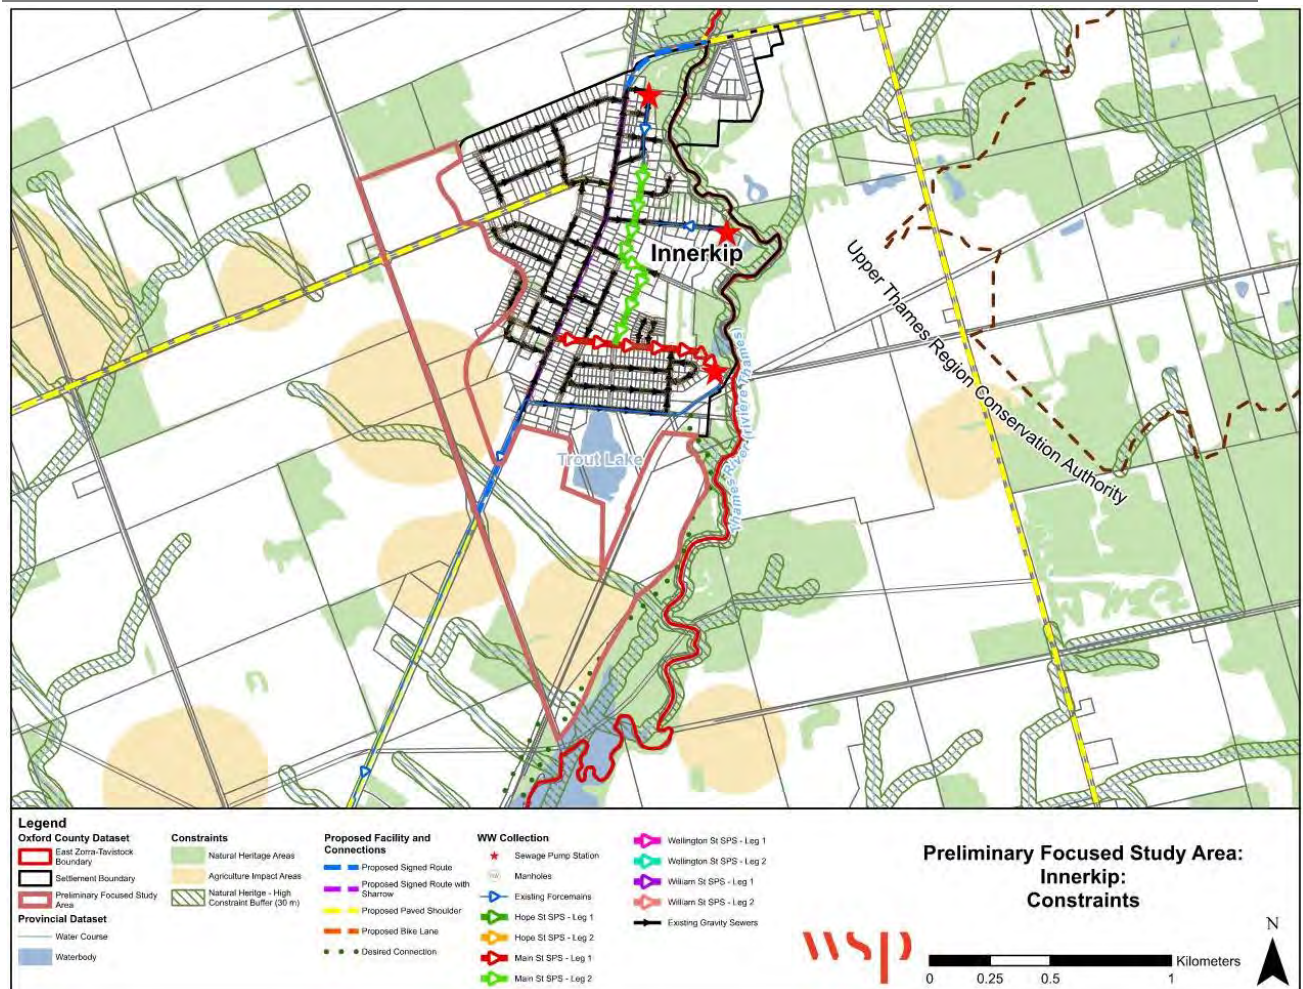 Innerkip
Trout Lake
Thames River (rivière Thames)
Upper Thames Region Conservation Authority
Legend
Oxford County Dataset
East Zorra-Tavistock
Boundary
Settlement Boundary
Preliminary Focused Study
Area
Provincial Dataset
Water Course
Waterbody
Constraints
Natural Heritage Areas
Agriculture Impact Areas
Natural Heritge - High
Constraint Buffer (30 m)
Proposed Facility and
Connections
Proposed Signed Route
Proposed Signed Route with
Sharrow
Proposed Paved Shoulder
Proposed Bike Lane
Desired Connection
WW Collection
Sewage Pump Station
Manholes
Existing Forcemains
Hope St SPS - Leg 1
Hope St SPS - Leg 2
Main St SPS - Leg 1
Main St SPS - Leg 2
Wellington St SPS - Leg 1
Wellington St SPS - Leg 2
William St SPS - Leg 1
William St SPS - Leg 2
Existing Gravity Sewers
Preliminary Focused Study Area:
Innerkip:
Constraints
wsp
N
Kilometers
0 0.25 0.5 1